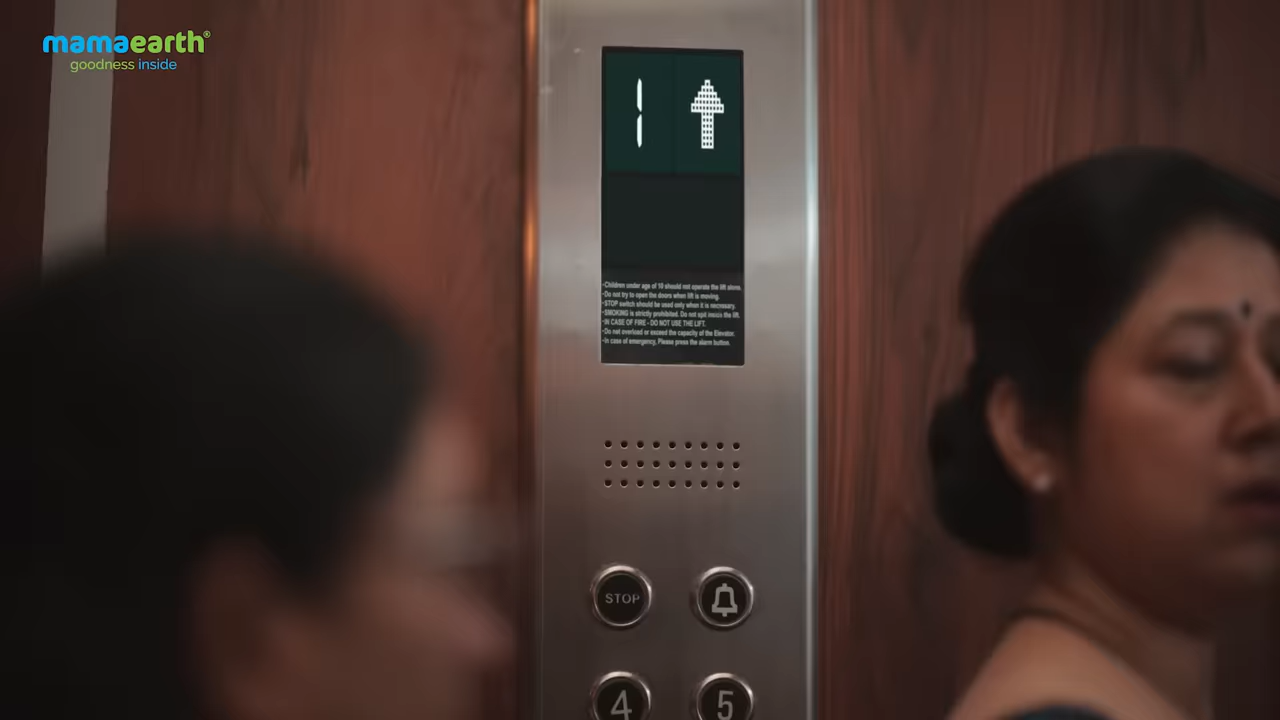 mamaearth®
goodness inside
1
-Children under age of 10 should not operate the lift alone.
-Do not try to open the doors when lift is moving.
-STOP switch should be used only when it is necessary.
-SMOKING is strictly prohibited. Do not spit inside the lift.
-IN CASE OF FIRE - DO NOT USE THE LIFT.
-Do not overload or exceed the capacity of the Elevator.
-In case of emergency, Please press the alarm button.
STOP
4 5